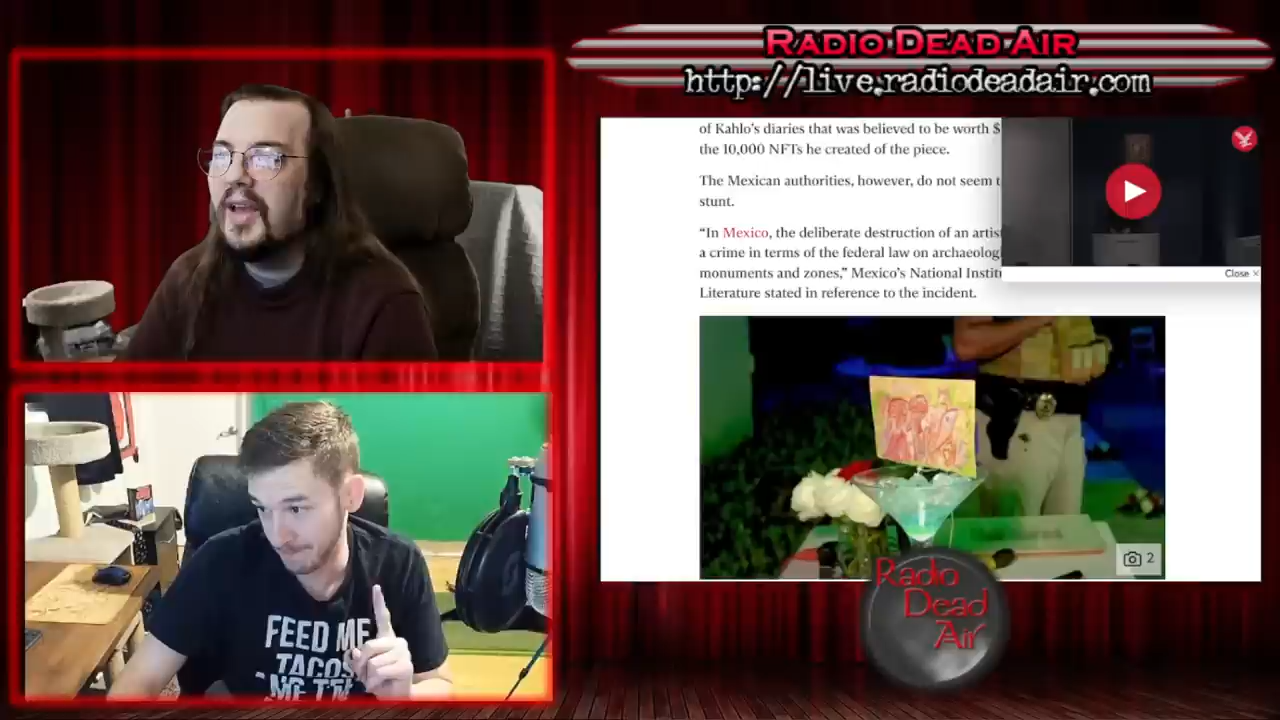 RADIO DEAD AIR
http://live.radiodeadair.com
of Kahlo's diaries that was believed to be worth $
the 10,000 NFTs he created of the piece.
The Mexican authorities, however, do not seem t
stunt.
“In Mexico, the deliberate destruction of an artis
a crime in terms of the federal law on archaeolog
monuments and zones,” Mexico's National Instit
Literature stated in reference to the incident.
Close ×
2
Radio
Dead
Air
FEED ME
TACOS